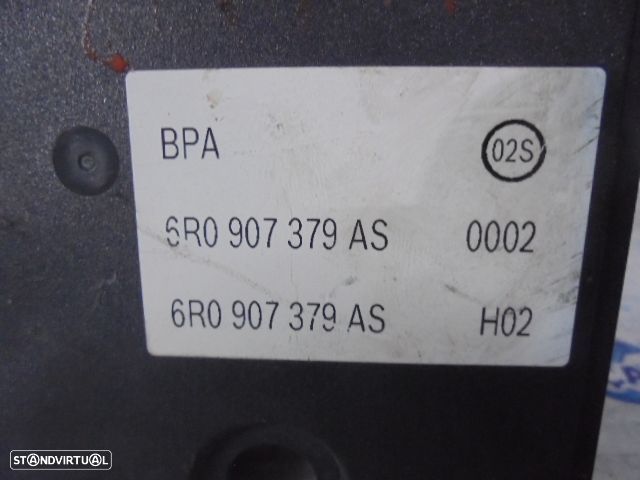 BPA 02S
6R0 907 379 AS 0002
6R0 907 379 AS H02
STANDVIRTUAL